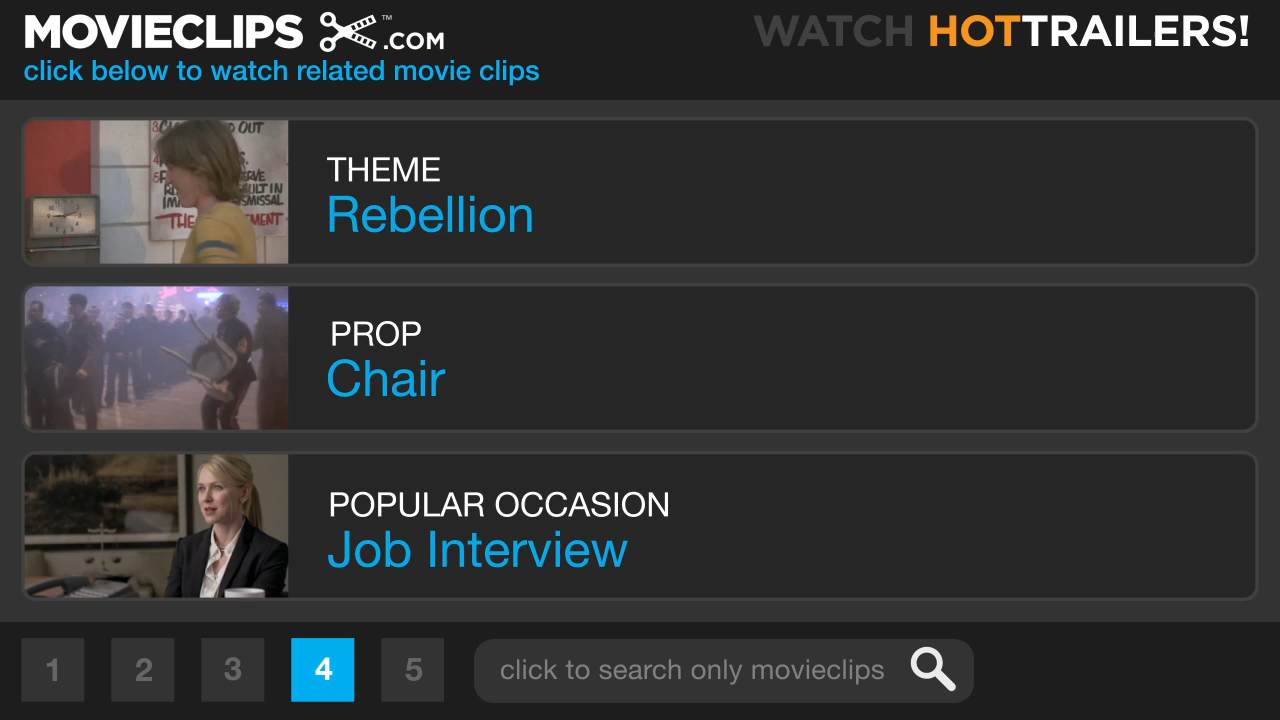 MOVIECLIPS ™ .COM
WATCH HOTTRAILERS!
click below to watch related movie clips
THEME
Rebellion
PROP
Chair
POPULAR OCCASION
Job Interview
1 2 3 4 5
click to search only movieclips